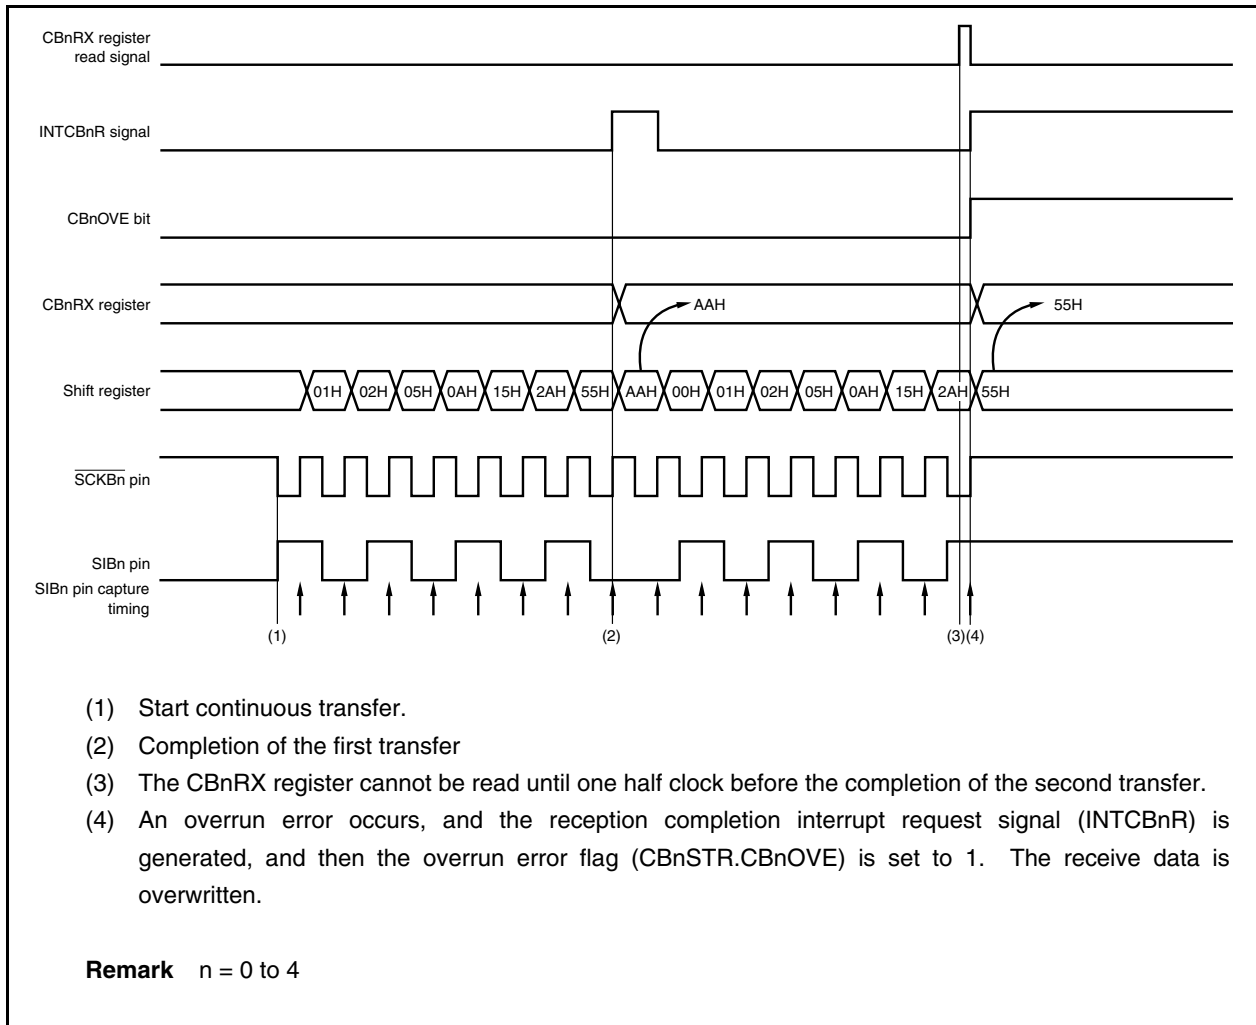 CBnRX register
read signal
INTCBnR signal
CBnOVE bit
CBnRX register
AAH
55H
Shift register
01H 02H 05H 0AH 15H 2AH 55H AAH 00H 01H 02H 05H 0AH 15H 2AH 55H
SCKBn pin
SIBn pin
SIBn pin capture
timing
(1) (2) (3) (4)
(1) Start continuous transfer.
(2) Completion of the first transfer
(3) The CBnRX register cannot be read until one half clock before the completion of the second transfer.
(4) An overrun error occurs, and the reception completion interrupt request signal (INTCBnR) is
generated, and then the overrun error flag (CBnSTR.CBnOVE) is set to 1. The receive data is
overwritten.
Remark n = 0 to 4